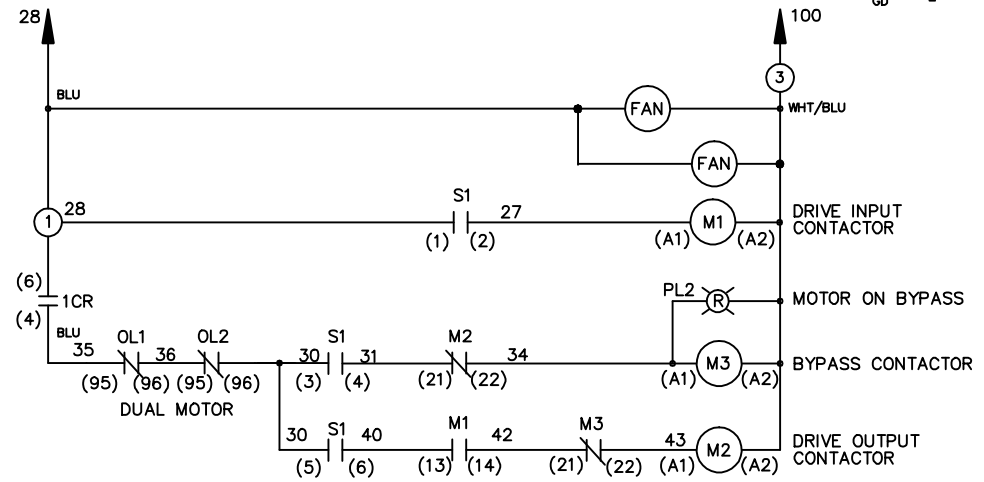 28
100
GD
3
BLU
FAN
WHT/BLU
FAN
1
28
S1
27
M1
DRIVE INPUT
CONTACTOR
(1)
(2)
(A1)
(A2)
(6)
1CR
(4)
PL2
R
MOTOR ON BYPASS
BLU
35
OL1
36
OL2
30
S1
31
M2
34
M3
BYPASS CONTACTOR
(95)
(96)
(95)
(96)
(3)
(4)
(21)
(22)
(A1)
(A2)
DUAL MOTOR
30
S1
40
M1
42
M3
43
M2
DRIVE OUTPUT
CONTACTOR
(5)
(6)
(13)
(14)
(21)
(22)
(A1)
(A2)